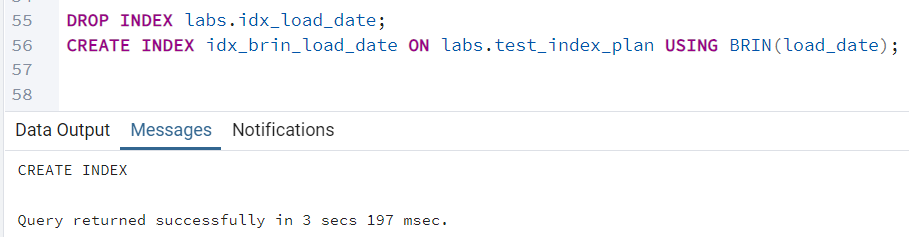 55 DROP INDEX labs.idx_load_date;
56 CREATE INDEX idx_brin_load_date ON labs.test_index_plan USING BRIN(load_date);
57
58
Data Output Messages Notifications
CREATE INDEX
Query returned successfully in 3 secs 197 msec.